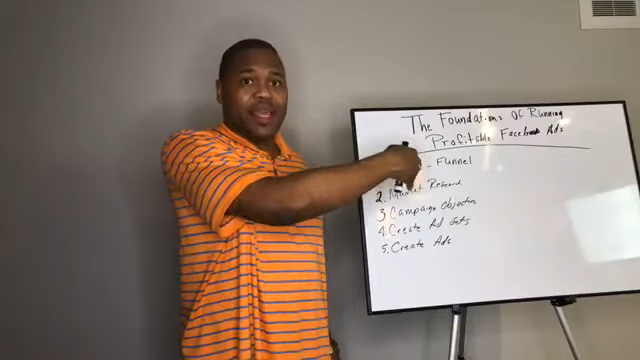 The Foundations Of Running
Profitable Facebook Ads
- Funnel
2. Market Research
3 Campaign Objective
4. Create Ad Sets
5. Create Ads